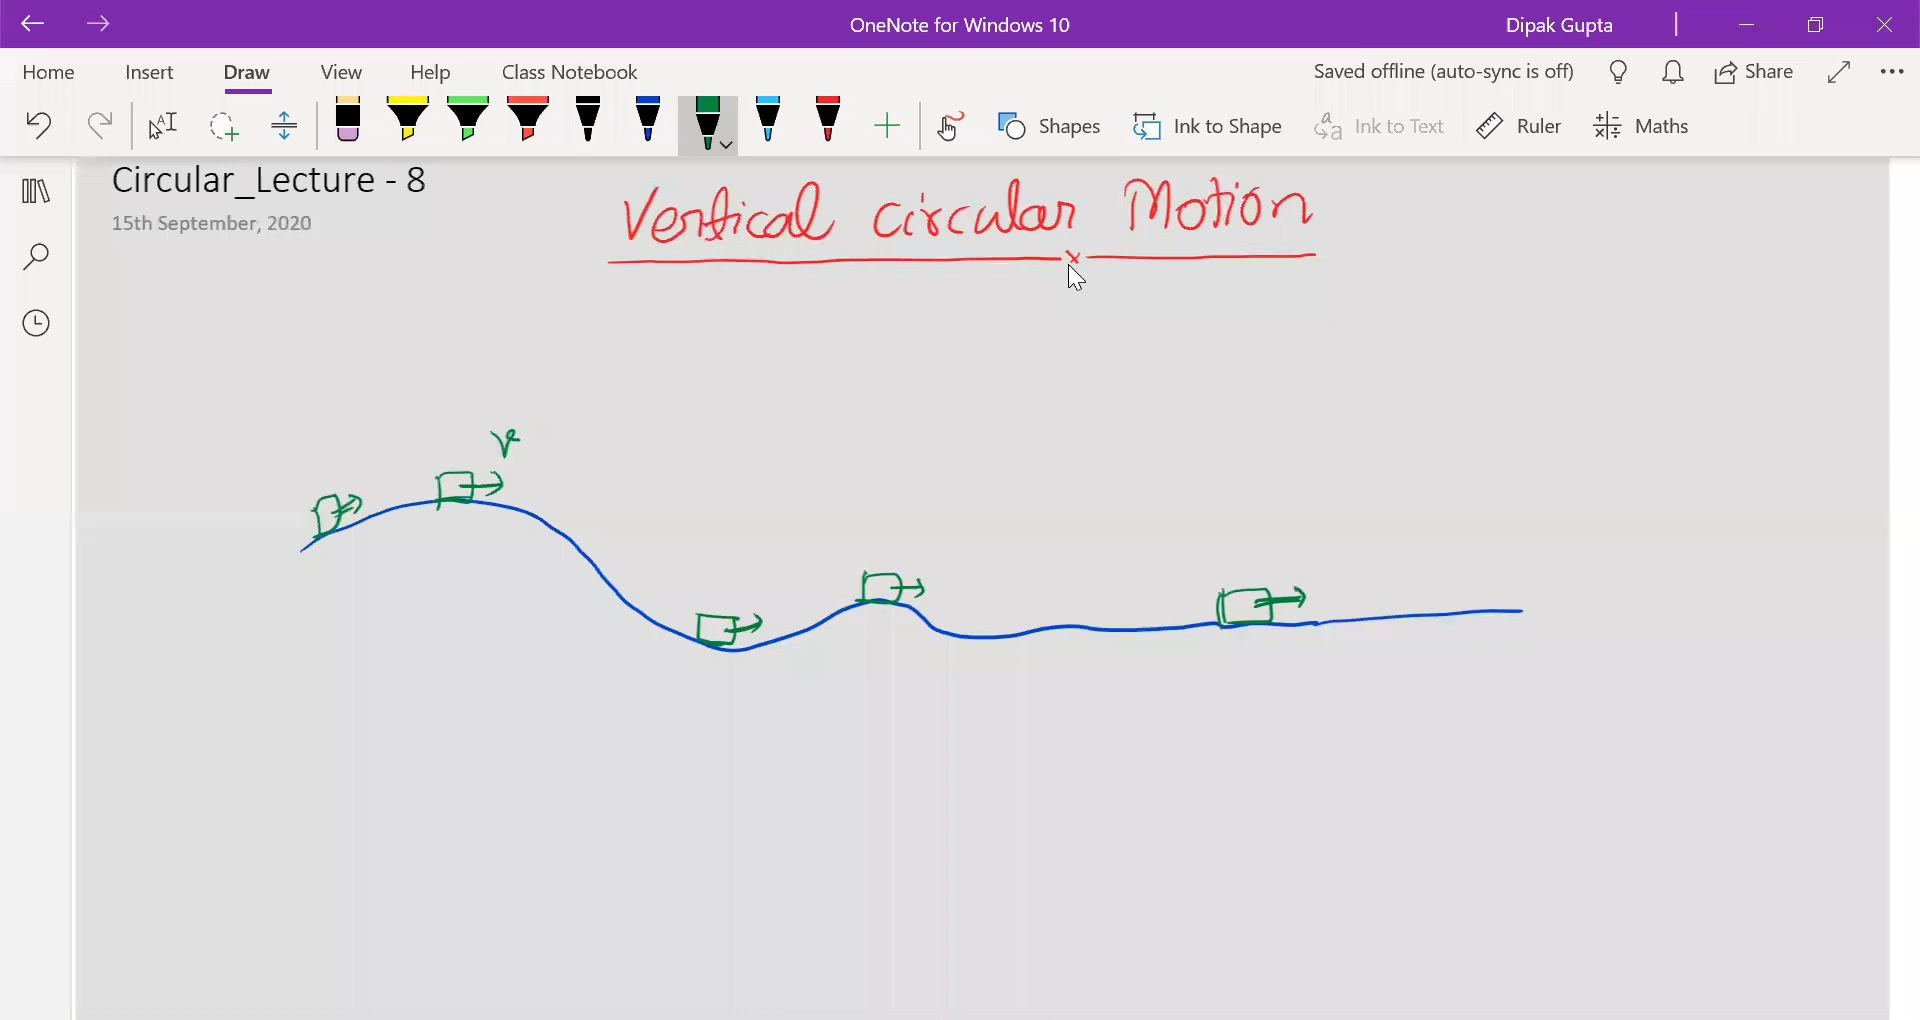 OneNote for Windows 10
Dipak Gupta
Home Insert Draw View Help Class Notebook
Saved offline (auto-sync is off) Share
Shapes Ink to Shape Ink to Text Ruler Maths
Circular_Lecture - 8
15th September, 2020
Vertical circular Motion
v